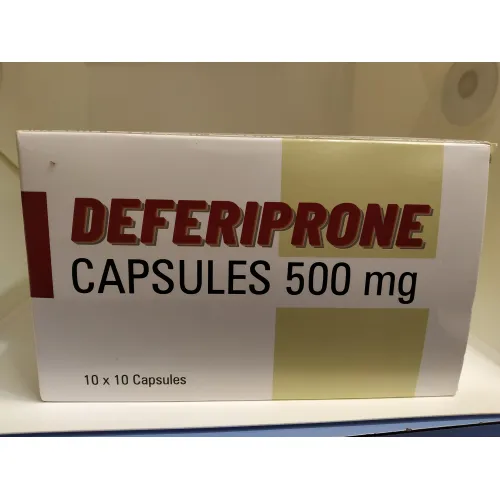 DEFERIPRONE
CAPSULES 500 mg
10 x 10 Capsules